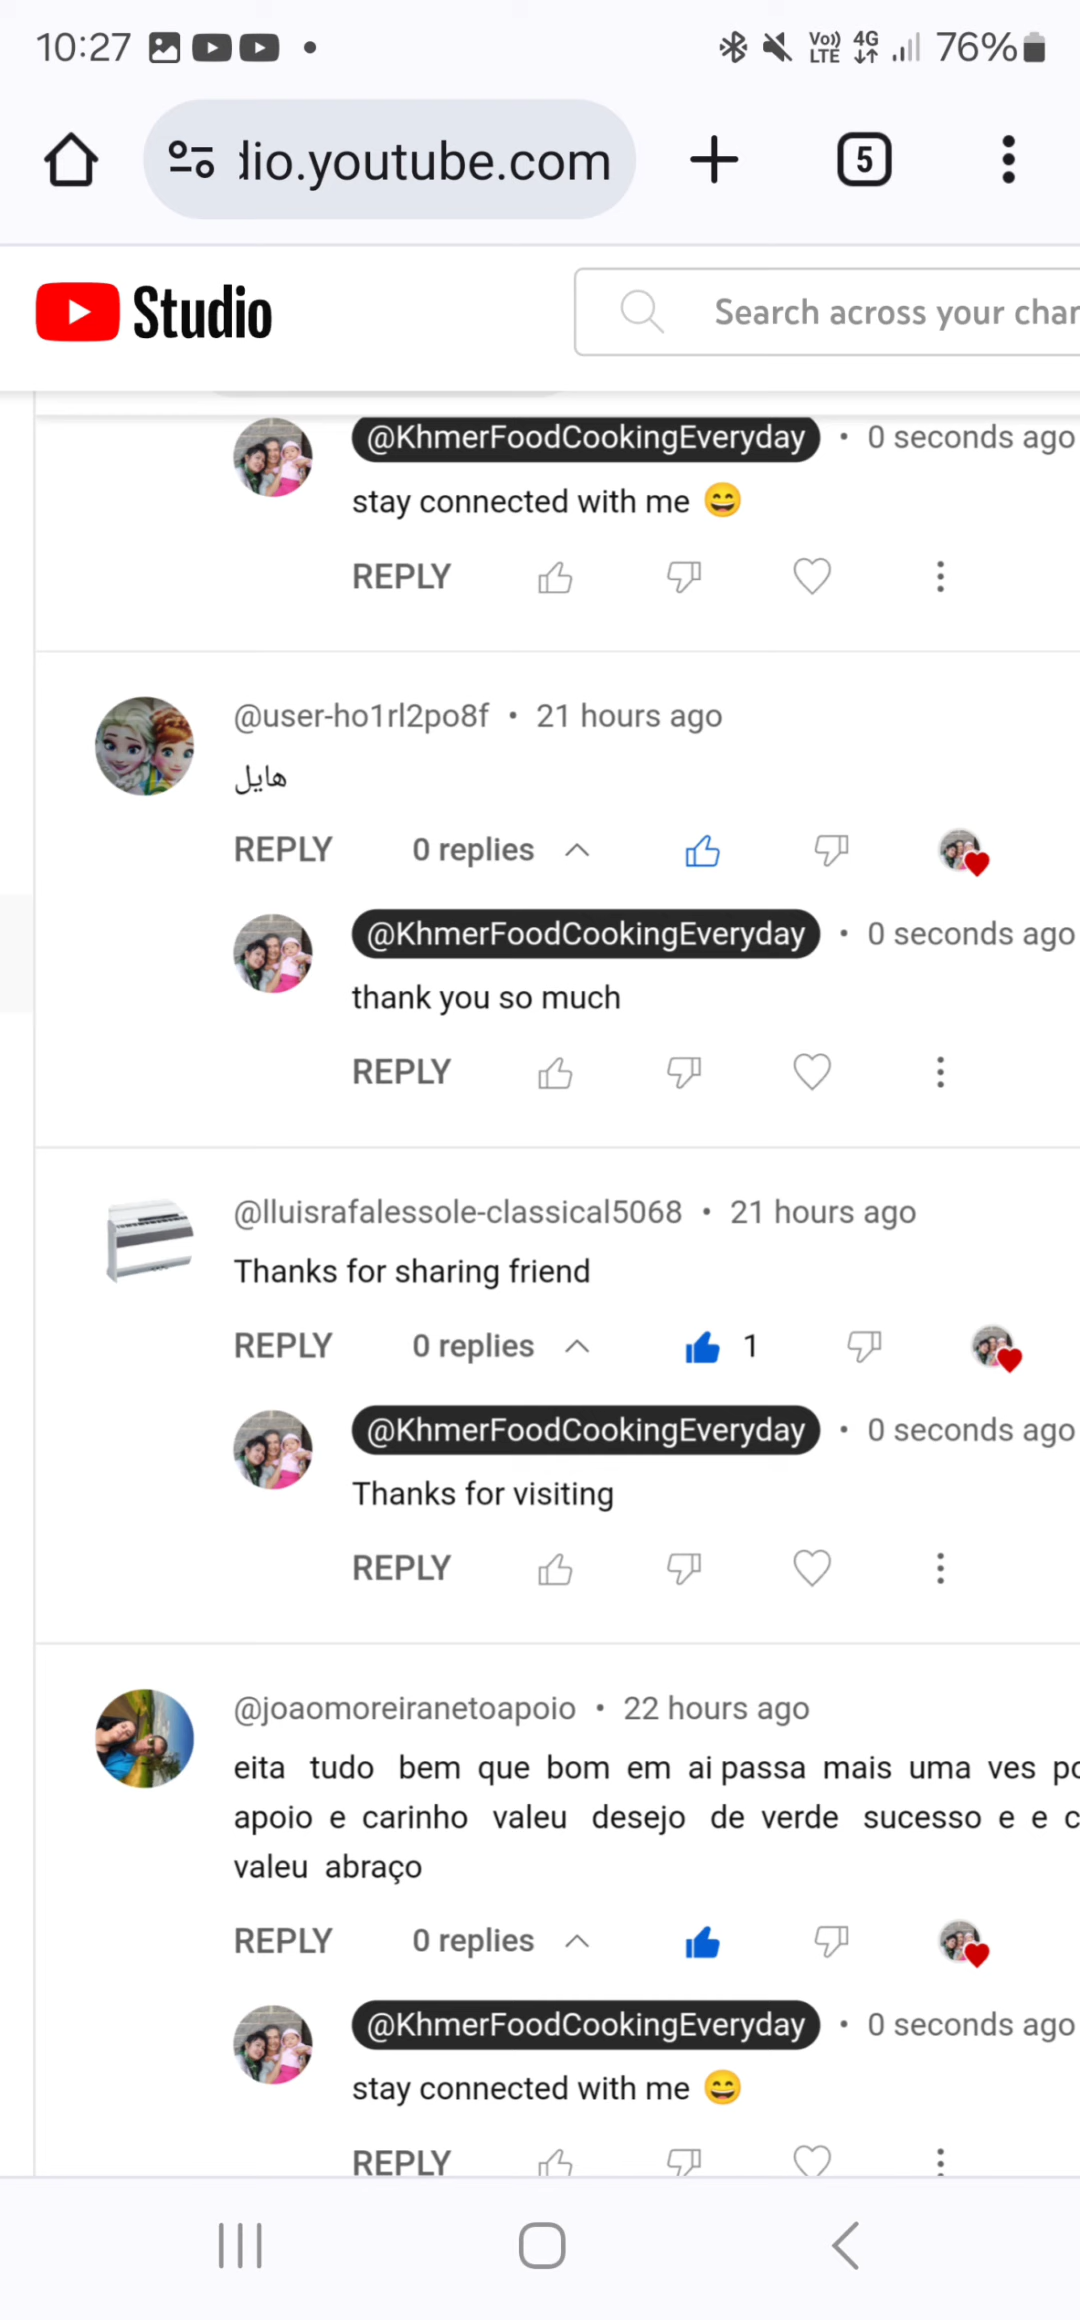 10:27
Vo)) LTE 4G 76%
dio.youtube.com
5
Studio
Search across your
@KhmerFoodCookingEveryday • 0 seconds ago
stay connected with me 😄
REPLY
@user-ho1rl2po8f • 21 hours ago
هايل
REPLY 0 replies
@KhmerFoodCookingEveryday • 0 seconds ago
thank you so much
REPLY
@lluisrafalessole-classical5068 • 21 hours ago
Thanks for sharing friend
REPLY 0 replies 1
@KhmerFoodCookingEveryday • 0 seconds ago
Thanks for visiting
REPLY
@joaomoreiranetoapoio • 22 hours ago
eita tudo bem que bom em ai passa mais uma ves
apoio e carinho valeu desejo de verde sucesso e e
valeu abraço
REPLY 0 replies
@KhmerFoodCookingEveryday • 0 seconds ago
stay connected with me 😄
REPLY